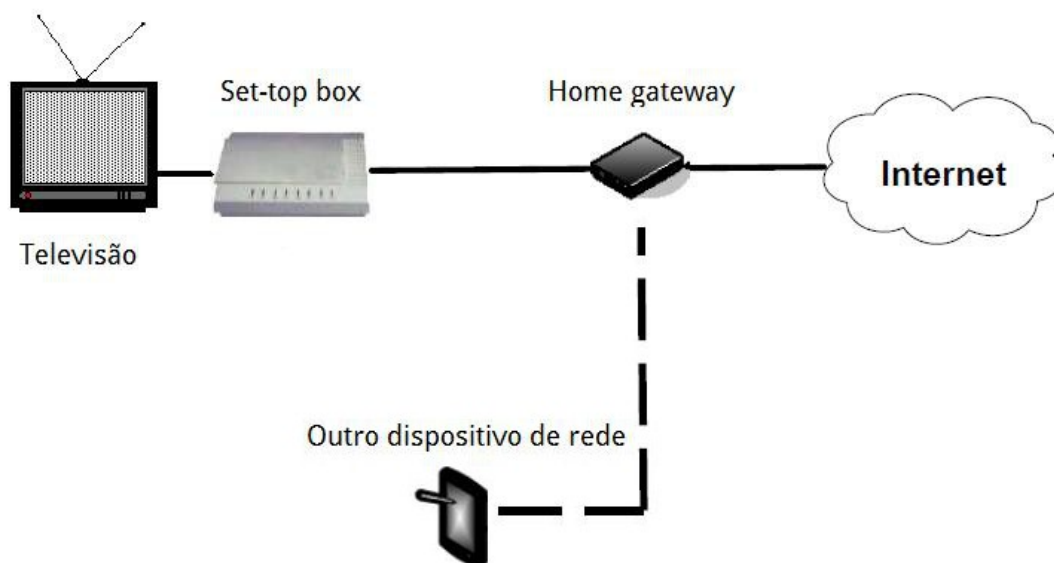 Set-top box
Home gateway
Internet
Televisão
Outro dispositivo de rede